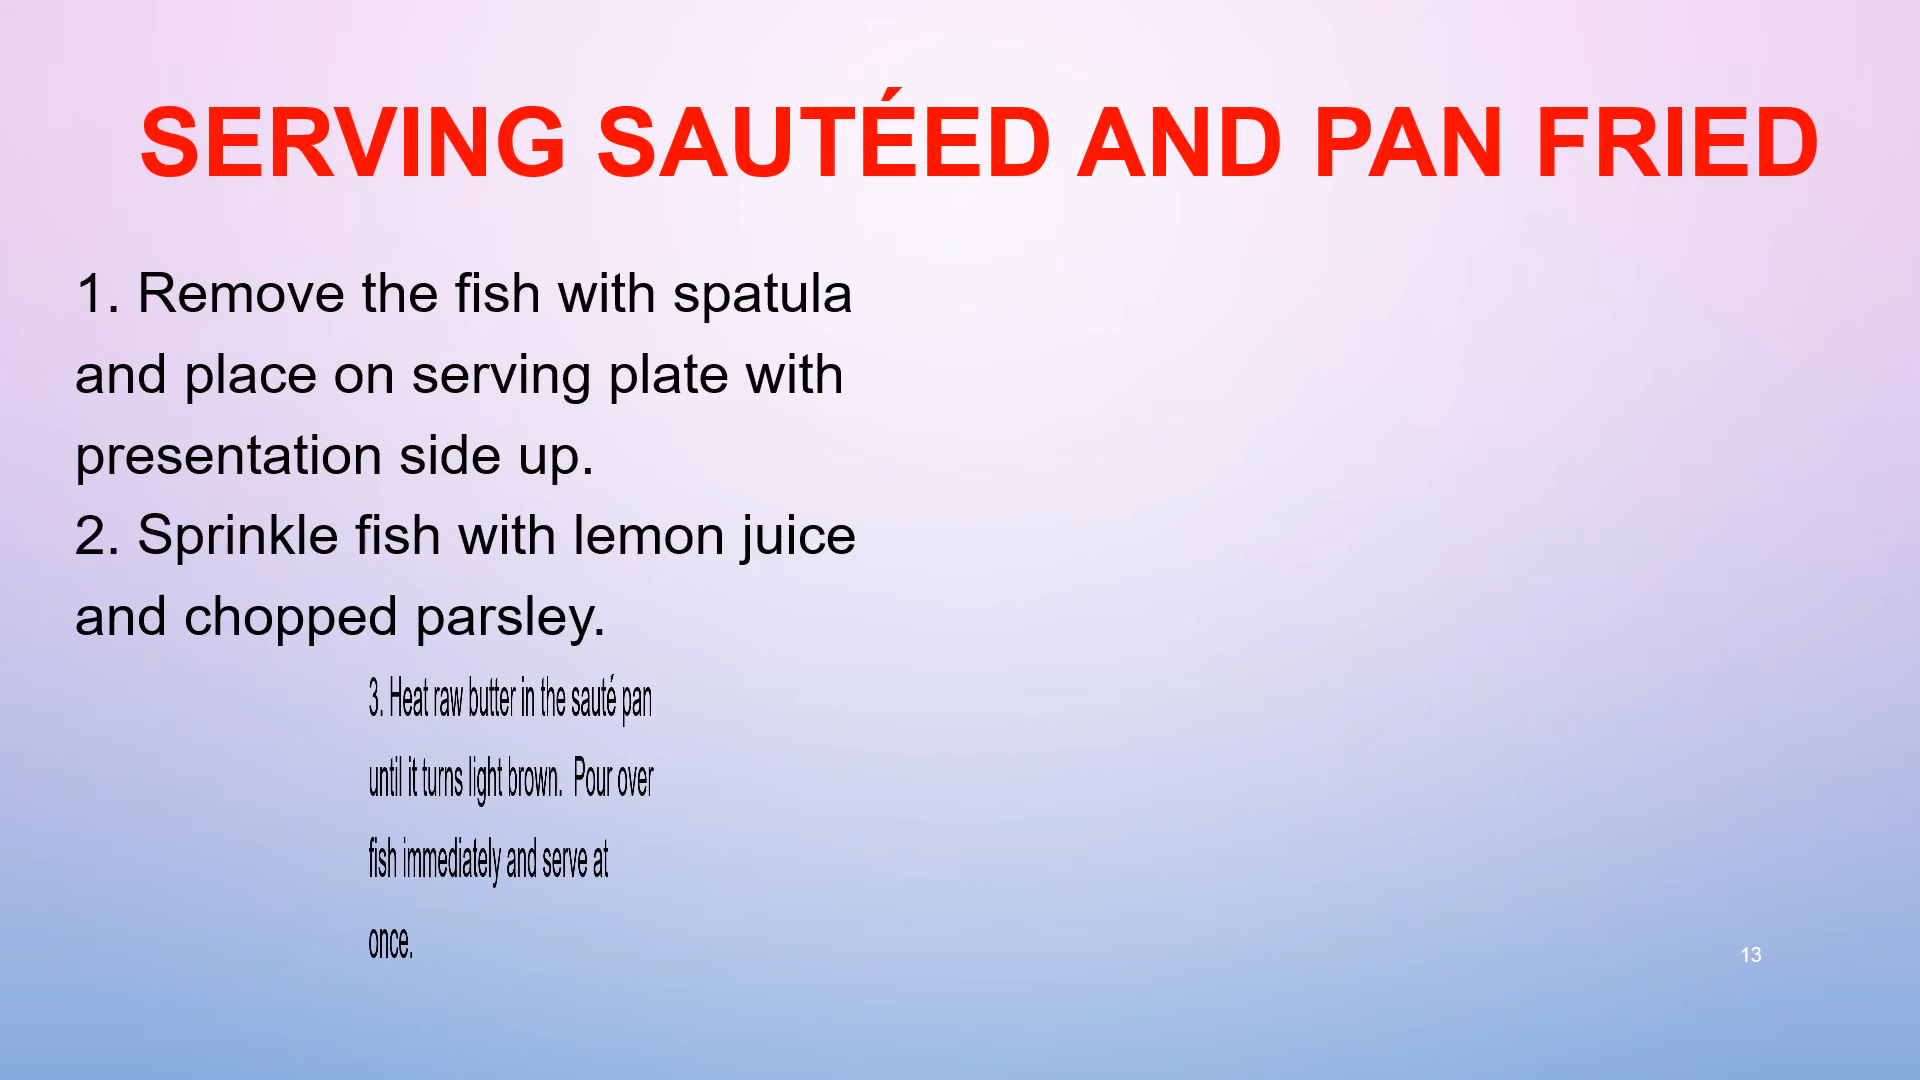 SERVING SAUTÉED AND PAN FRIED
1. Remove the fish with spatula
and place on serving plate with
presentation side up.
2. Sprinkle fish with lemon juice
and chopped parsley.
3. Heat raw butter in the sauté pan
until it turns light brown.  Pour over
fish immediately and serve at
once.
13